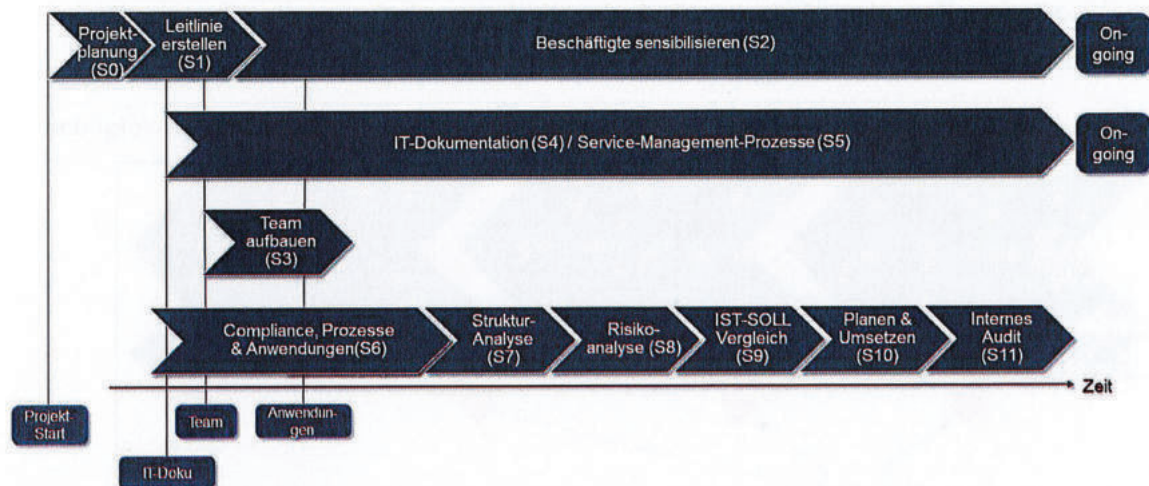 Projekt-
planung
(S0)
Leitlinie
erstellen
(S1)
Beschäftigte sensibilisieren (S2)
On-
going
IT-Dokumentation (S4) / Service-Management-Prozesse (S5)
On-
going
Team
aufbauen
(S3)
Compliance, Prozesse
& Anwendungen(S6)
Struktur-
Analyse
(S7)
Risiko-
analyse (S8)
IST-SOLL
Vergleich
(S9)
Planen &
Umsetzen
(S10)
Internes
Audit
(S11)
Zeit
Projekt-
Start
Team
Anwendun-
gen
IT-Doku